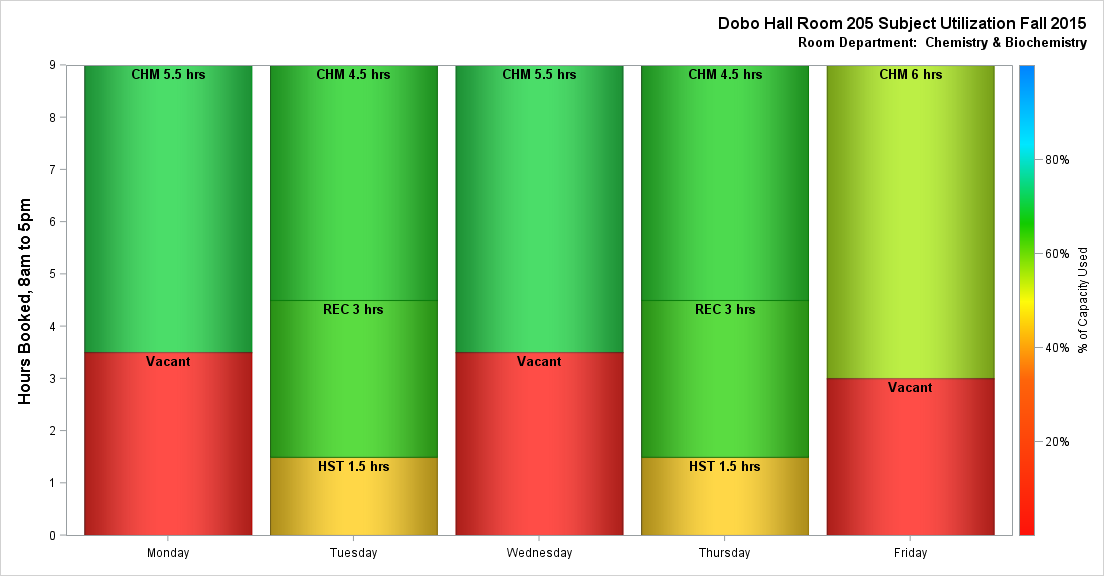 Dobo Hall Room 205 Subject Utilization Fall 2015
Room Department:  Chemistry & Biochemistry
Hours Booked, 8am to 5pm
9
8
7
6
5
4
3
2
1
0
CHM 5.5 hrs
Vacant
CHM 4.5 hrs
REC 3 hrs
HST 1.5 hrs
CHM 5.5 hrs
Vacant
CHM 4.5 hrs
REC 3 hrs
HST 1.5 hrs
CHM 6 hrs
Vacant
Monday
Tuesday
Wednesday
Thursday
Friday
80%
60%
40%
20%
% of Capacity Used